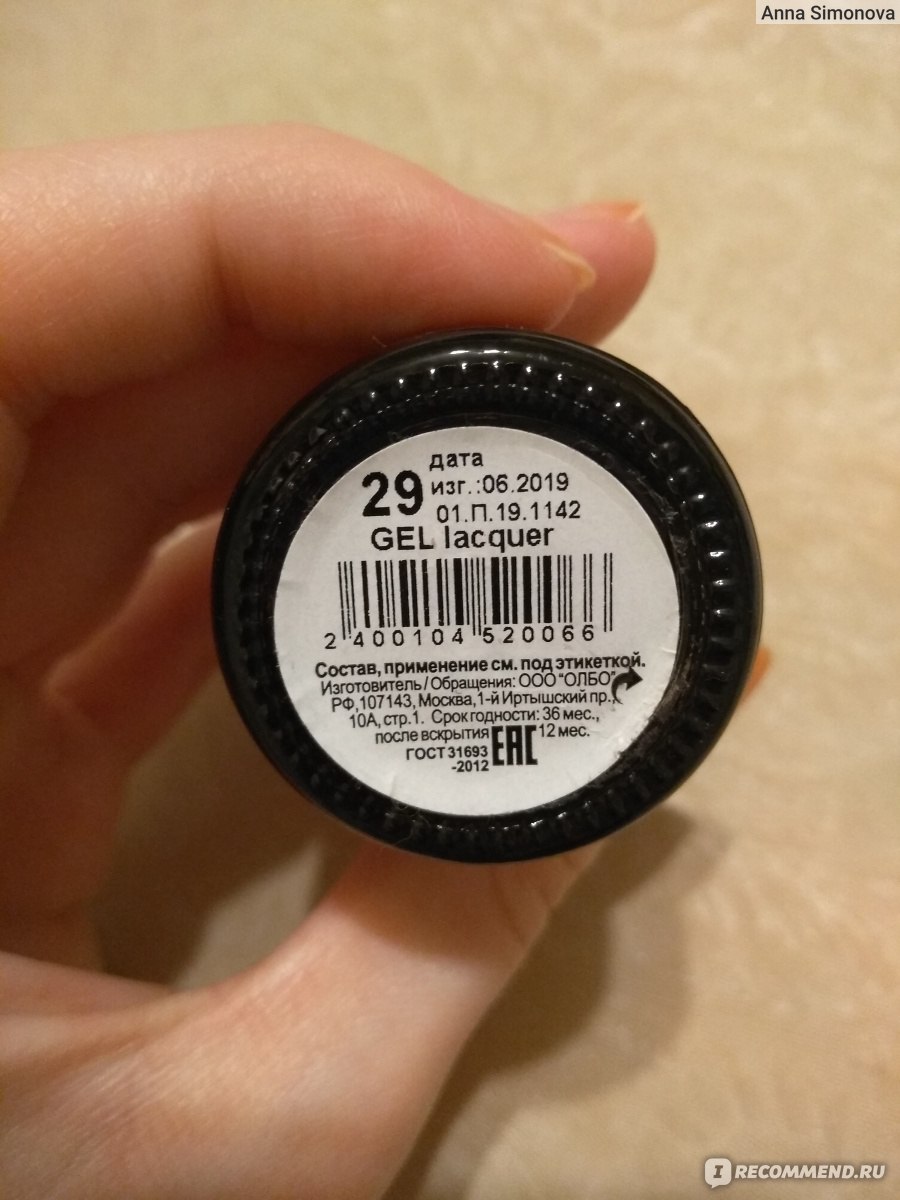 Anna Simonova
29 дата
изг.:06.2019
01.П.19.1142
GEL lacquer
2 400104 520066
Состав, применение см. под этикеткой.
Изготовитель / Обращения: ООО "ОЛБО"
РФ,107143, Москва,1-й Иртышский пр.,
10А, стр.1. Срок годности: 36 мес.,
после вскрытия 12 мес.
ГОСТ 31693
-2012 EAC
IRECOMMEND.RU